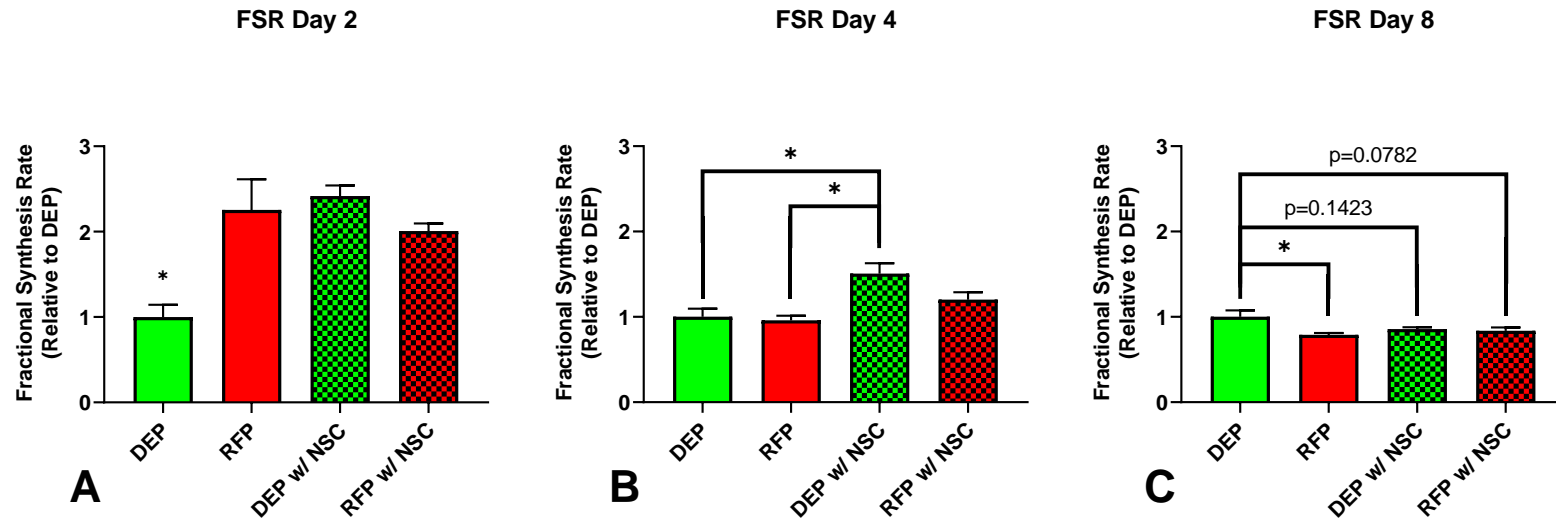 FSR Day 2
Fractional Synthesis Rate
(Relative to DEP)
3
2
1
0
*
DEP
RFP
DEP w/ NSC
RFP w/ NSC
A
FSR Day 4
Fractional Synthesis Rate
(Relative to DEP)
3
2
1
0
*
*
DEP
RFP
DEP w/ NSC
RFP w/ NSC
B
FSR Day 8
Fractional Synthesis Rate
(Relative to DEP)
3
2
1
0
p=0.0782
p=0.1423
*
DEP
RFP
DEP w/ NSC
RFP w/ NSC
C